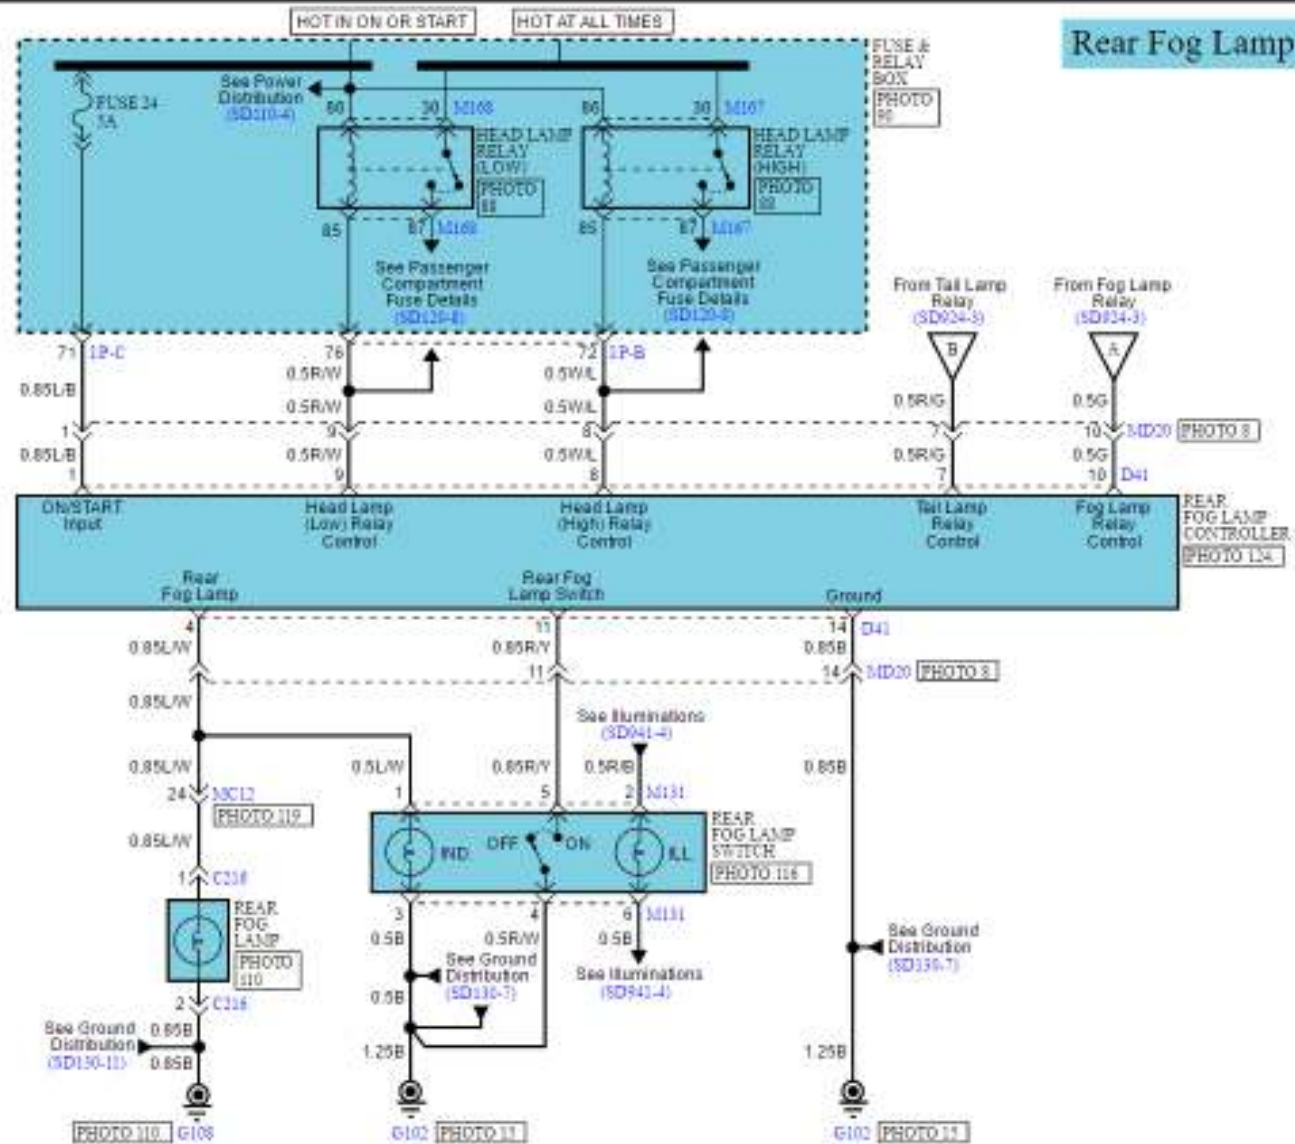 HOT IN ON OR START
HOT AT ALL TIMES
Rear Fog Lamp
FUSE &
RELAY
BOX
PHOTO
90
FUSE 24
5A
See Power
Distribution
(SD110-4)
86
30
M168
HEAD LAMP
RELAY
(LOW)
PHOTO
88
85
87
M168
See Passenger
Compartment
Fuse Details
(SD120-8)
86
30
M167
HEAD LAMP
RELAY
(HIGH)
PHOTO
88
85
87
M167
See Passenger
Compartment
Fuse Details
(SD120-8)
From Tail Lamp
Relay
(SD924-3)
B
From Fog Lamp
Relay
(SD924-3)
A
71
I/P-C
76
72
I/P-B
0.85L/B
0.5R/W
0.5W/L
0.5R/W
0.5W/L
0.5R/G
0.5G
1
9
8
7
10
MD20
PHOTO 8
0.85L/B
0.5R/W
0.5W/L
0.5R/G
0.5G
1
9
8
7
10
D41
ON/START
Input
Head Lamp
(Low) Relay
Control
Head Lamp
(High) Relay
Control
Tail Lamp
Relay
Control
Fog Lamp
Relay
Control
REAR
FOG LAMP
CONTROLLER
PHOTO 124
Rear
Fog Lamp
Rear Fog
Lamp Switch
Ground
4
11
14
D41
0.85L/W
0.85R/Y
0.85B
11
14
MD20
PHOTO 8
0.85L/W
See Illuminations
(SD941-4)
0.85L/W
0.5L/W
0.85R/Y
0.5R/B
0.85B
24
MC12
PHOTO 119
1
5
2
M131
0.85L/W
IND.
OFF
ON
ILL.
REAR
FOG LAMP
SWITCH
PHOTO 116
1
C216
REAR
FOG
LAMP
PHOTO
110
3
4
6
M131
0.5B
0.5R/W
0.5B
See Ground
Distribution
(SD130-7)
See Illuminations
(SD941-4)
See Ground
Distribution
(SD130-7)
0.5B
2
C216
See Ground
Distribution
(SD130-11)
0.85B
0.85B
1.25B
1.25B
PHOTO 110
G108
G102
PHOTO 15
G102
PHOTO 15